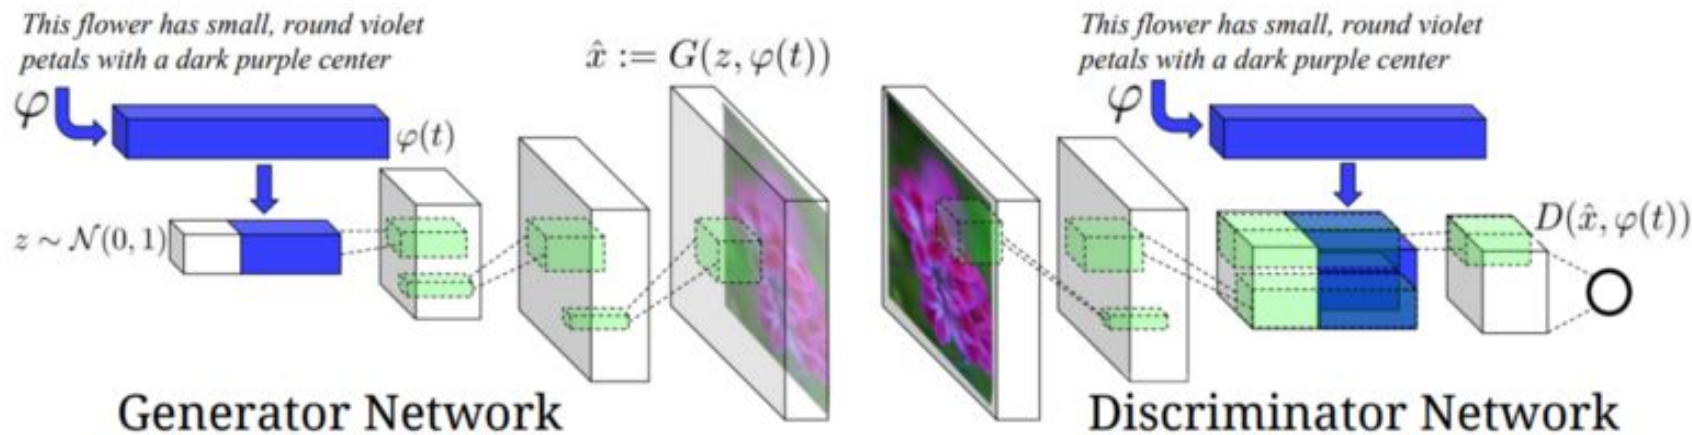 This flower has small, round violet
petals with a dark purple center
φ
φ(t)
z ∼ 𝒩(0, 1)
x̂ := G(z, φ(t))
Generator Network
This flower has small, round violet
petals with a dark purple center
φ
D(x̂, φ(t))
Discriminator Network